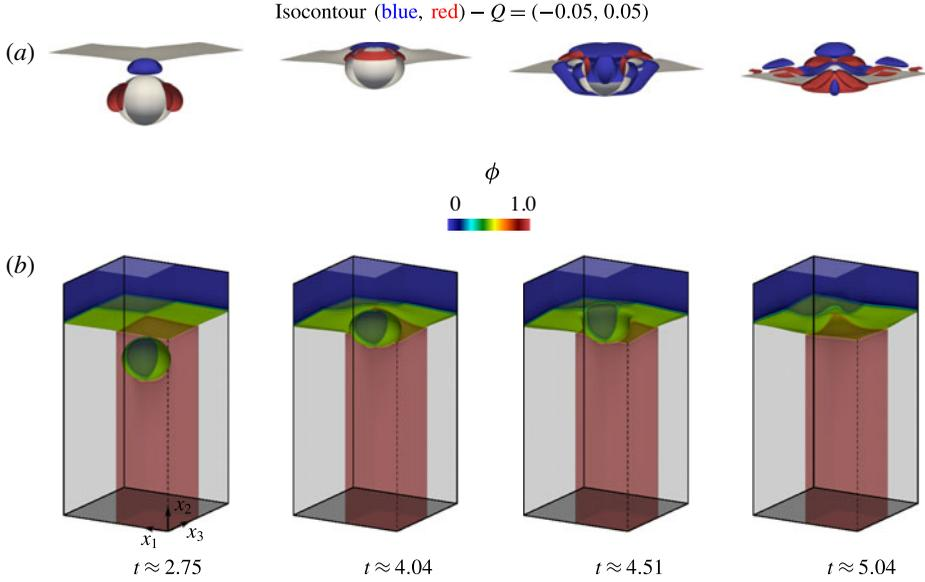 Isocontour (blue, red) – Q = (−0.05, 0.05)
(a)
ϕ
0 1.0
(b)
x2
x1 x3
t ≈ 2.75 t ≈ 4.04 t ≈ 4.51 t ≈ 5.04